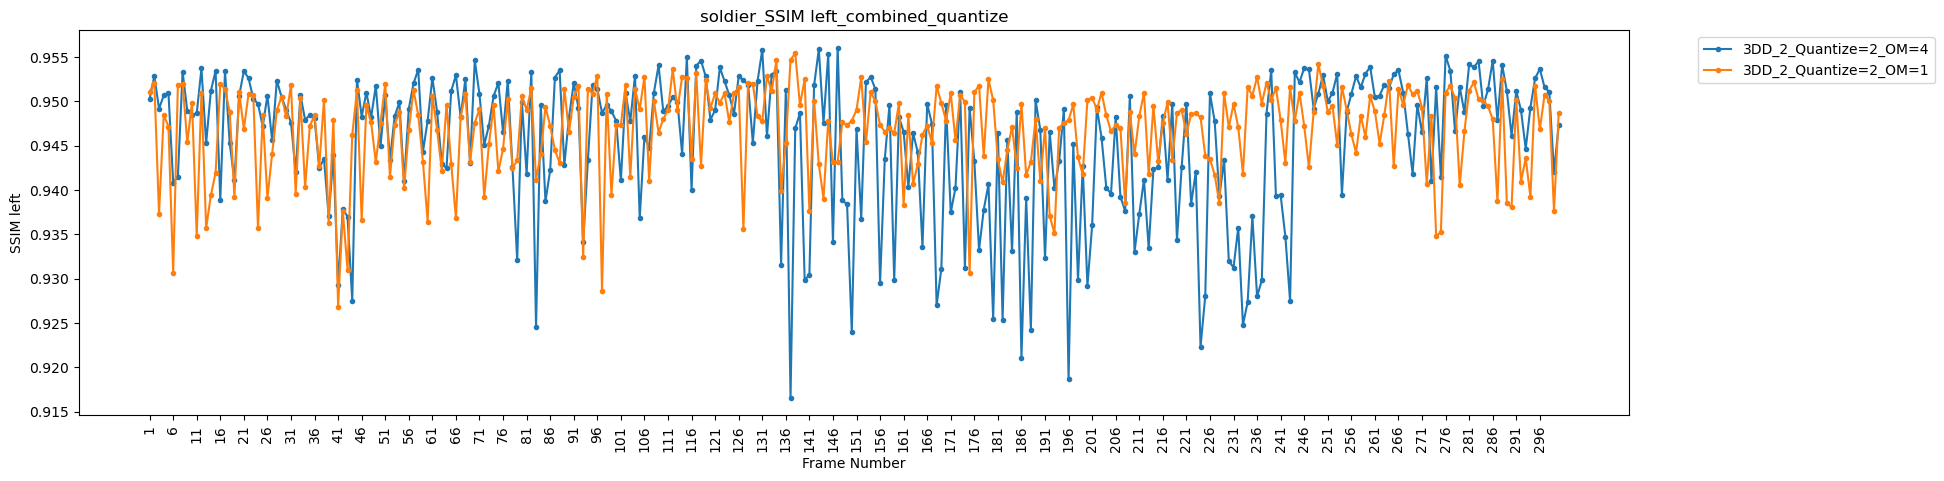 soldier_SSIM left_combined_quantize
3DD_2_Quantize=2_OM=4
3DD_2_Quantize=2_OM=1
SSIM left
0.955
0.950
0.945
0.940
0.935
0.930
0.925
0.920
0.915
1 6 11 16 21 26 31 36 41 46 51 56 61 66 71 76 81 86 91 96 101 106 111 116 121 126 131 136 141 146 151 156 161 166 171 176 181 186 191 196 201 206 211 216 221 226 231 236 241 246 251 256 261 266 271 276 281 286 291 296
Frame Number